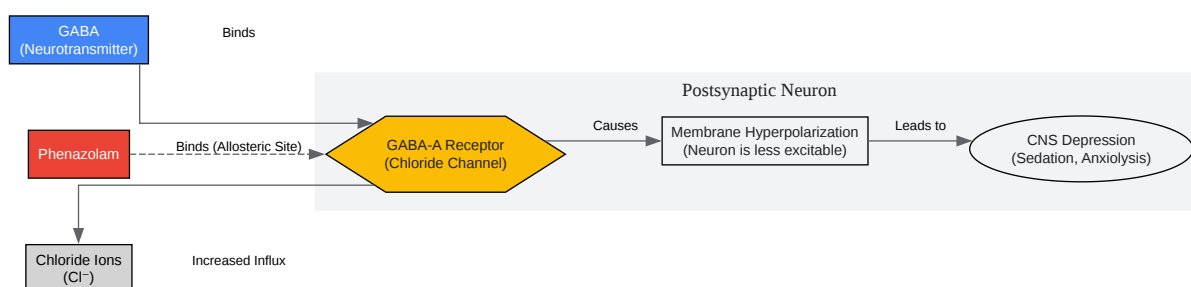 GABA
(Neurotransmitter)
Binds
Postsynaptic Neuron
Phenazolam
Binds (Allosteric Site)
GABA-A Receptor
(Chloride Channel)
Causes
Membrane Hyperpolarization
(Neuron is less excitable)
Leads to
CNS Depression
(Sedation, Anxiolysis)
Chloride Ions
(Cl⁻)
Increased Influx